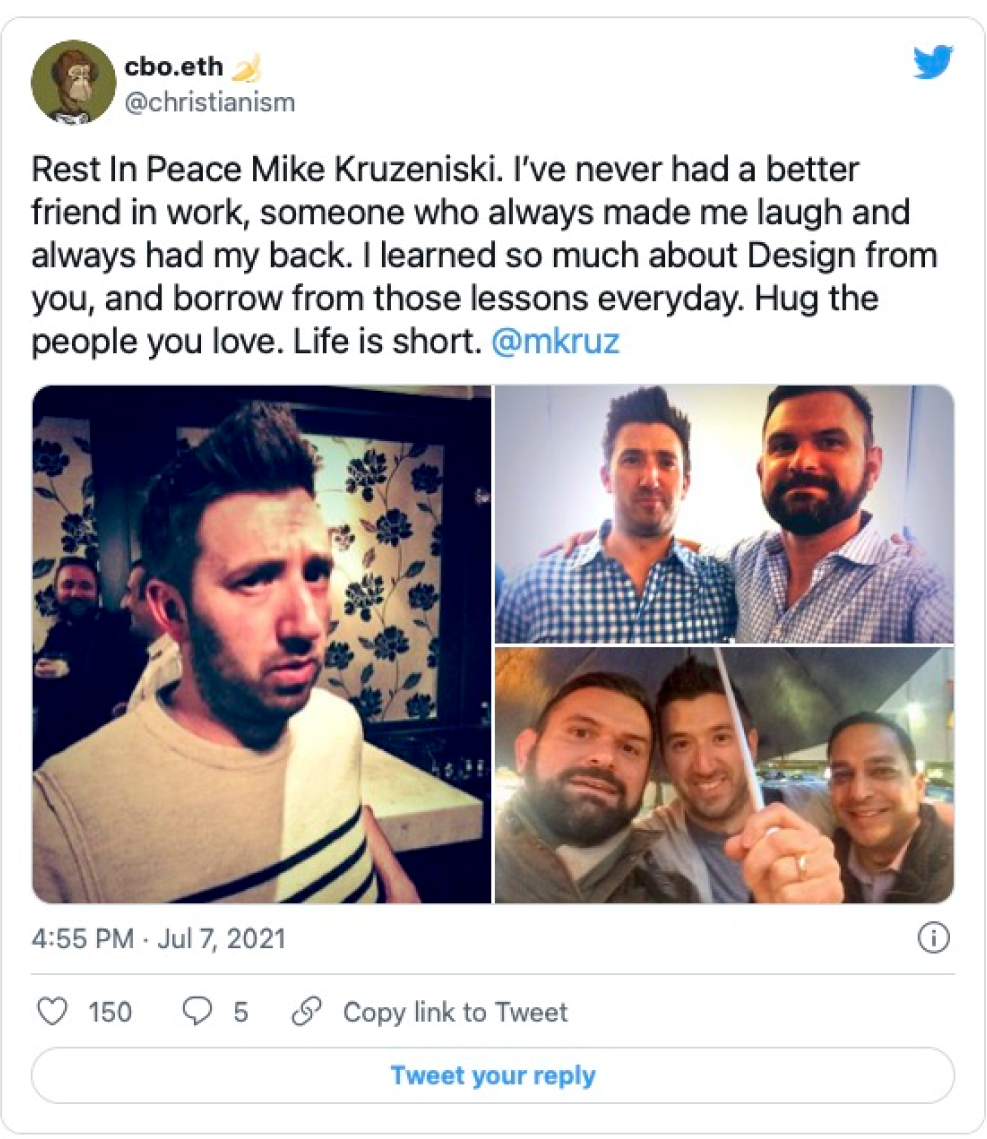 cbo.eth 🍌
@christianism
Rest In Peace Mike Kruzeniski. I’ve never had a better
friend in work, someone who always made me laugh and
always had my back. I learned so much about Design from
you, and borrow from those lessons everyday. Hug the
people you love. Life is short. @mkruz
4:55 PM · Jul 7, 2021
150
5
Copy link to Tweet
Tweet your reply